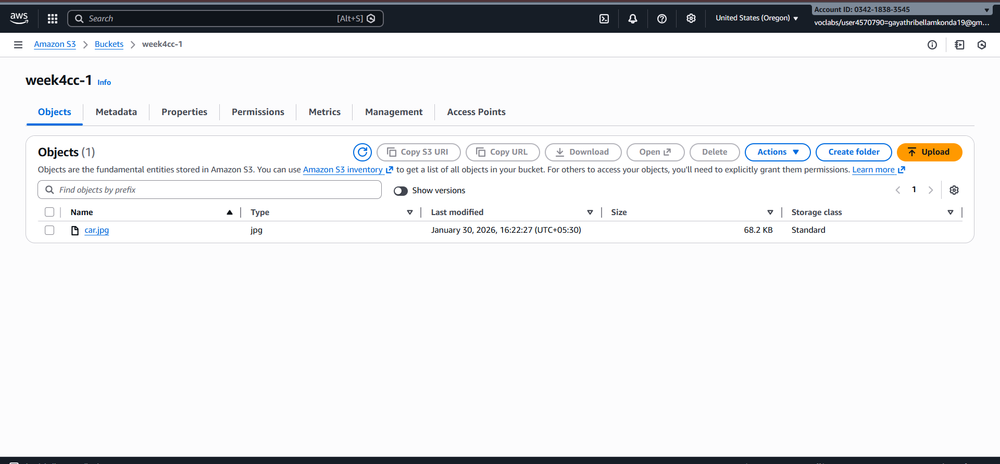 aws Search [Alt+S] United States (Oregon) Account ID: 0342-1838-3545
voclabs/user4570790=gayathribellamkonda19@gm...
Amazon S3 Buckets week4cc-1
week4cc-1 Info
Objects Metadata Properties Permissions Metrics Management Access Points
Objects (1) Copy S3 URI Copy URL Download Open Delete Actions Create folder Upload
Objects are the fundamental entities stored in Amazon S3. You can use Amazon S3 inventory to get a list of all objects in your bucket. For others to access your objects, you'll need to explicitly grant them permissions. Learn more
Find objects by prefix Show versions 1
Name Type Last modified Size Storage class
car.jpg jpg January 30, 2026, 16:22:27 (UTC+05:30) 68.2 KB Standard